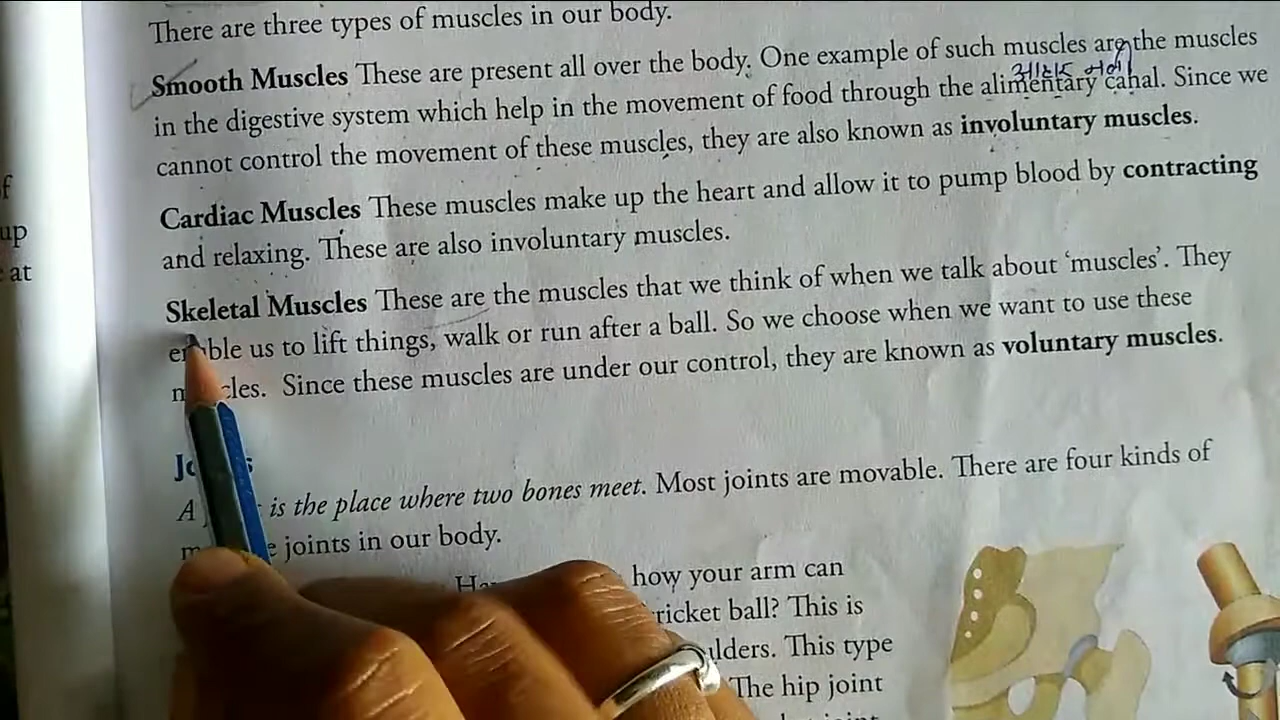 There are three types of muscles in our body.
Smooth Muscles These are present all over the body. One example of such muscles are the muscles
आहार नली
in the digestive system which help in the movement of food through the alimentary canal. Since we
cannot control the movement of these muscles, they are also known as involuntary muscles.
Cardiac Muscles These muscles make up the heart and allow it to pump blood by contracting
and relaxing. These are also involuntary muscles.
Skeletal Muscles These are the muscles that we think of when we talk about ‘muscles’. They
enable us to lift things, walk or run after a ball. So we choose when we want to use these
muscles. Since these muscles are under our control, they are known as voluntary muscles.
A is the place where two bones meet. Most joints are movable. There are four kinds of
joints in our body.
how your arm can
ball? This is
This type
The hip joint
up
at